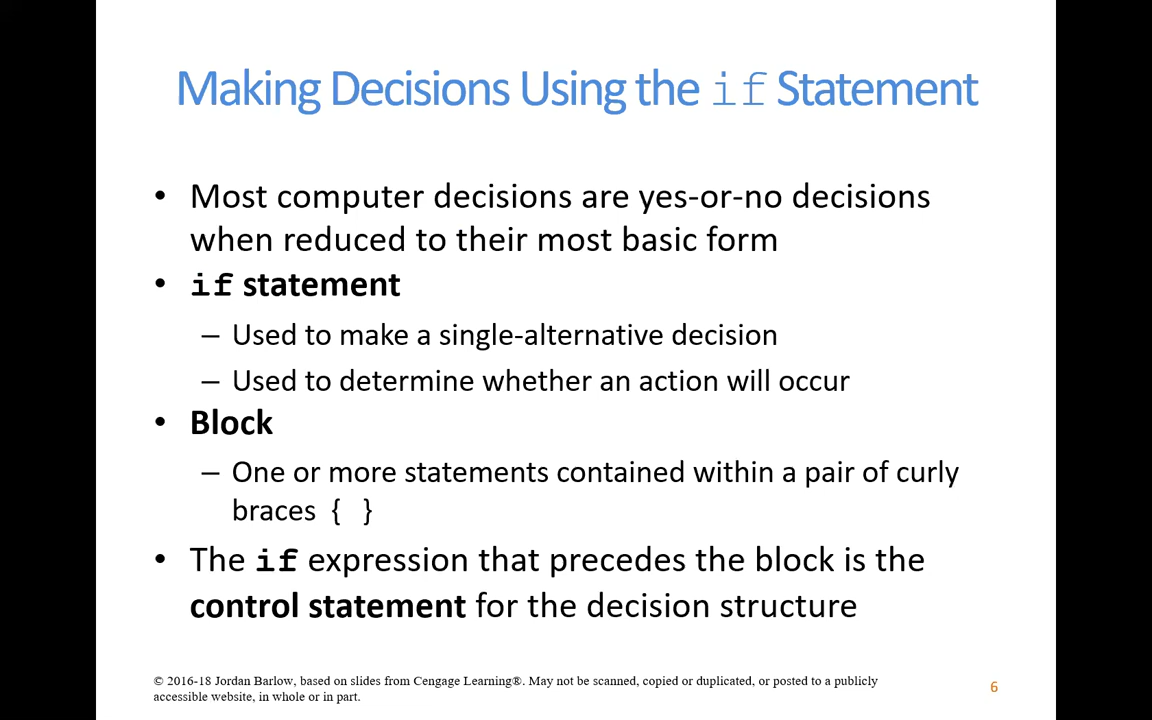 Making Decisions Using the if Statement
• Most computer decisions are yes-or-no decisions
when reduced to their most basic form
• if statement
– Used to make a single-alternative decision
– Used to determine whether an action will occur
• Block
– One or more statements contained within a pair of curly
braces { }
• The if expression that precedes the block is the
control statement for the decision structure
© 2016-18 Jordan Barlow, based on slides from Cengage Learning®. May not be scanned, copied or duplicated, or posted to a publicly
accessible website, in whole or in part.
6